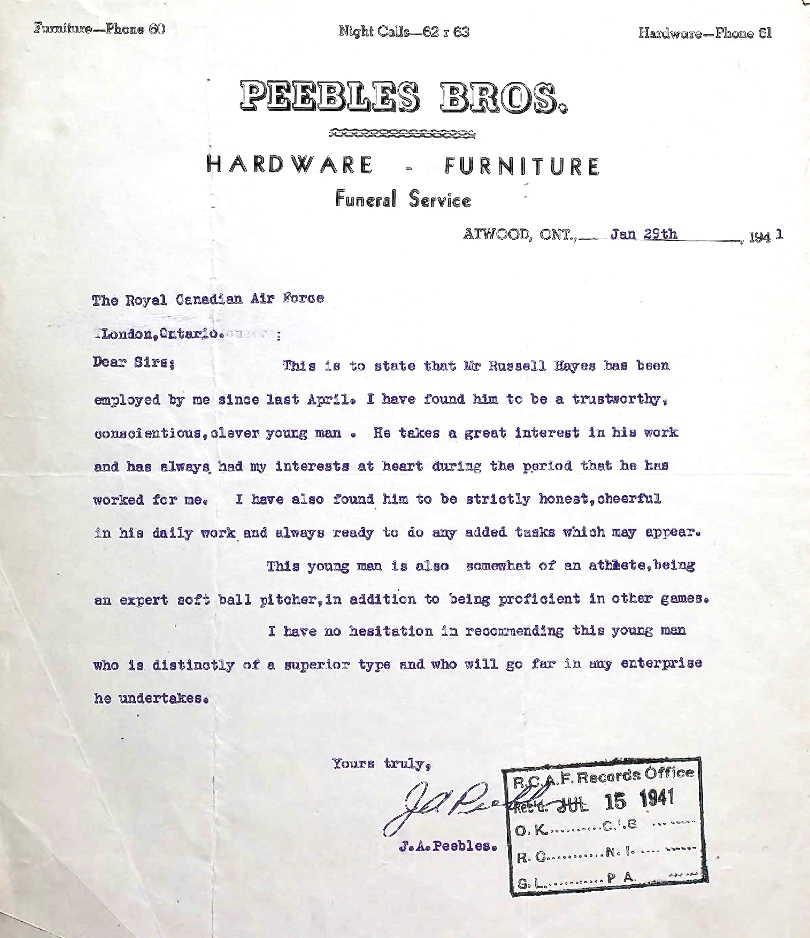 Furniture—Phone 60 Night Calls—62 r 63 Hardware—Phone 61
PEEBLES BROS.
HARDWARE - FURNITURE
Funeral Service
ATWOOD, ONT., Jan 29th , 1941
The Royal Canadian Air Force
London,Ontario. ;
Dear Sirs; This is to state that Mr Russell Hayes has been
employed by me since last April. I have found him to be a trustworthy,
conscientious,clever young man . He takes a great interest in his work
and has always had my interests at heart during the period that he has
worked for me. I have also found him to be strictly honest,cheerful
in his daily work and always ready to do any added tasks which may appear.
This young man is also somewhat of an athlete,being
an expert soft ball pitcher,in addition to being proficient in other games.
I have no hesitation in recommending this young man
who is distinctly of a superior type and who will go far in any enterprise
he undertakes.
Yours truly,
J A Peebles
J.A.Peebles.
R.C.A.F. Records Office
Rec'd. JUL 15 1941
O.K..........C.I.B .......
R.C...........N.I. .... .......
G.L...........P A. .......